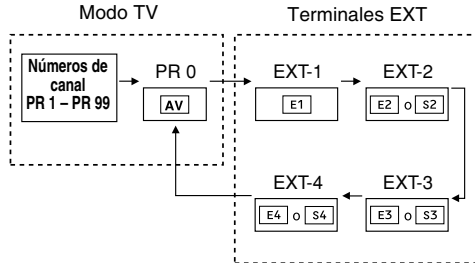 Modo TV
Terminales EXT
Números de
canal
PR 1 – PR 99
PR 0
AV
EXT-1
E1
EXT-2
E2 o S2
EXT-4
E4 o S4
EXT-3
E3 o S3